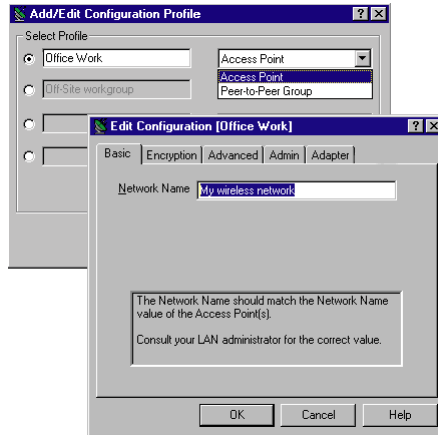 Add/Edit Configuration Profile
Select Profile
Office Work
Access Point
Access Point
Off-Site workgroup
Peer-to-Peer Group
Edit Configuration [Office Work]
Basic Encryption Advanced Admin Adapter
Network Name My wireless network
The Network Name should match the Network Name
value of the Access Point(s).
Consult your LAN administrator for the correct value.
OK Cancel Help